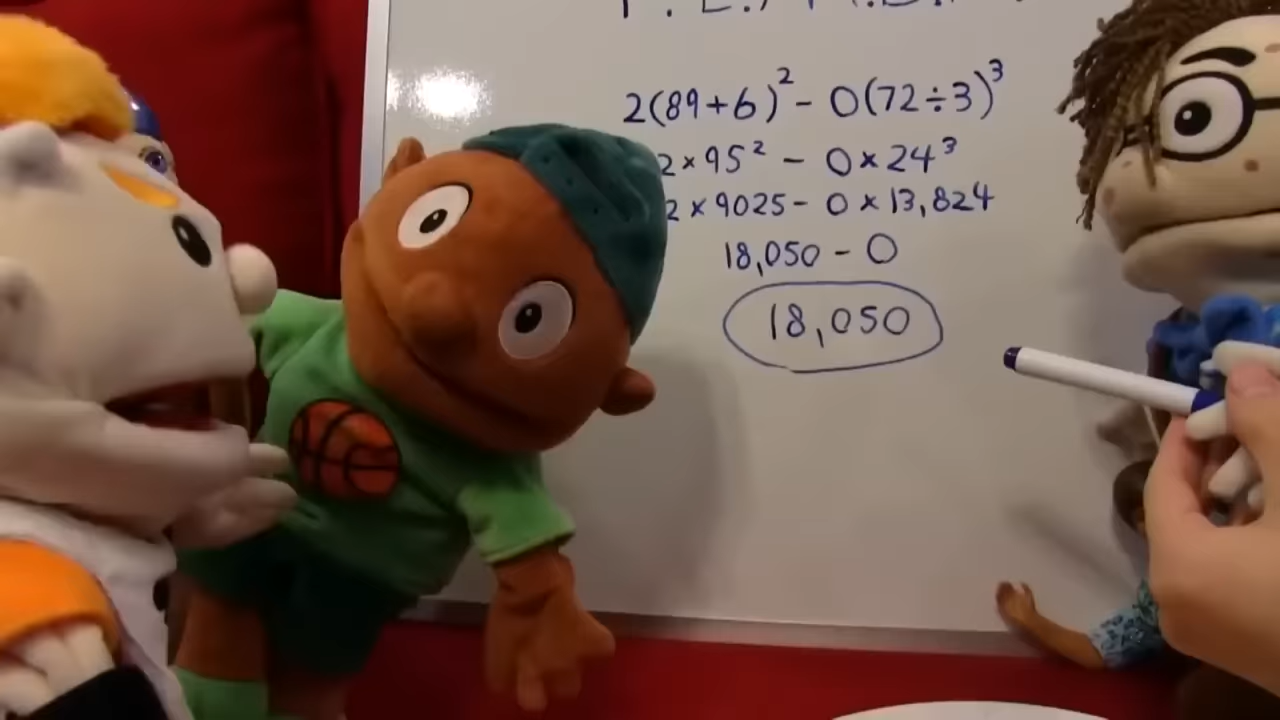 2(89+6)² - 0(72÷3)³
2×95² - 0×24³
2×9025 - 0×13,824
18,050 - 0
18,050